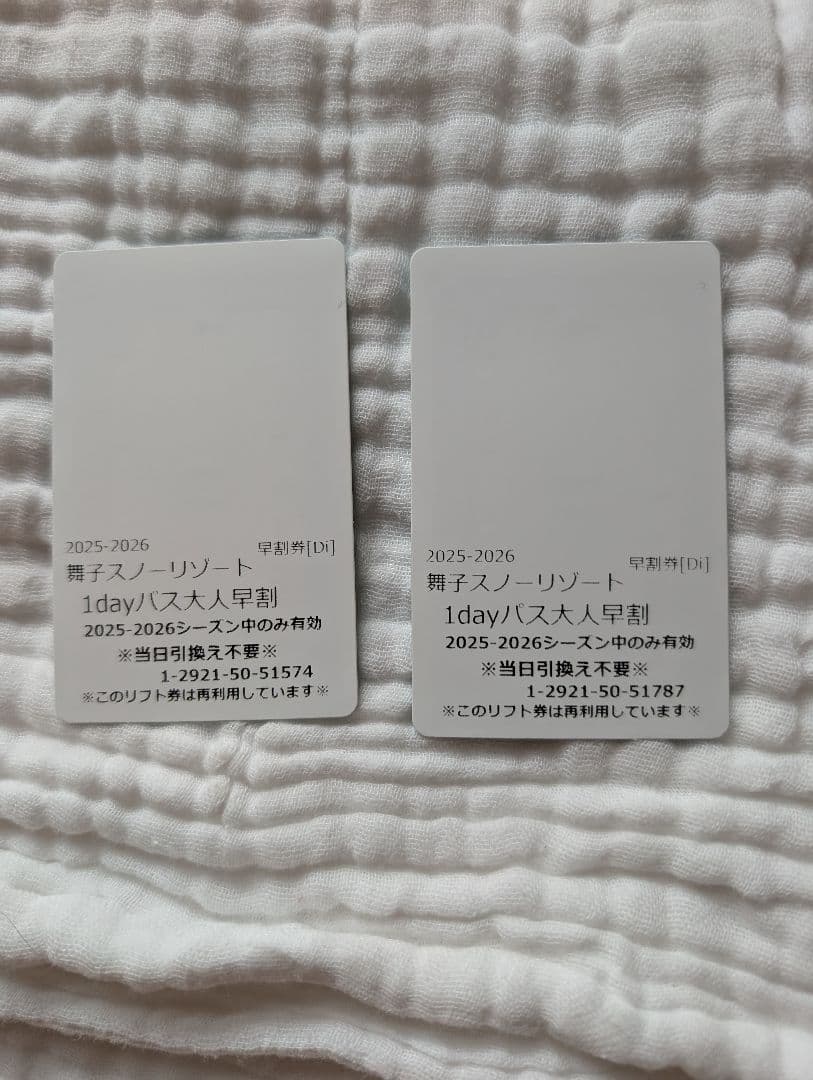 2025-2026 早割券[Di]
舞子スノーリゾート
1dayパス大人早割
2025-2026シーズン中のみ有効
※当日引換え不要※
1-2921-50-51574
※このリフト券は再利用しています※
2025-2026 早割券[Di]
舞子スノーリゾート
1dayパス大人早割
2025-2026シーズン中のみ有効
※当日引換え不要※
1-2921-50-51787
※このリフト券は再利用しています※